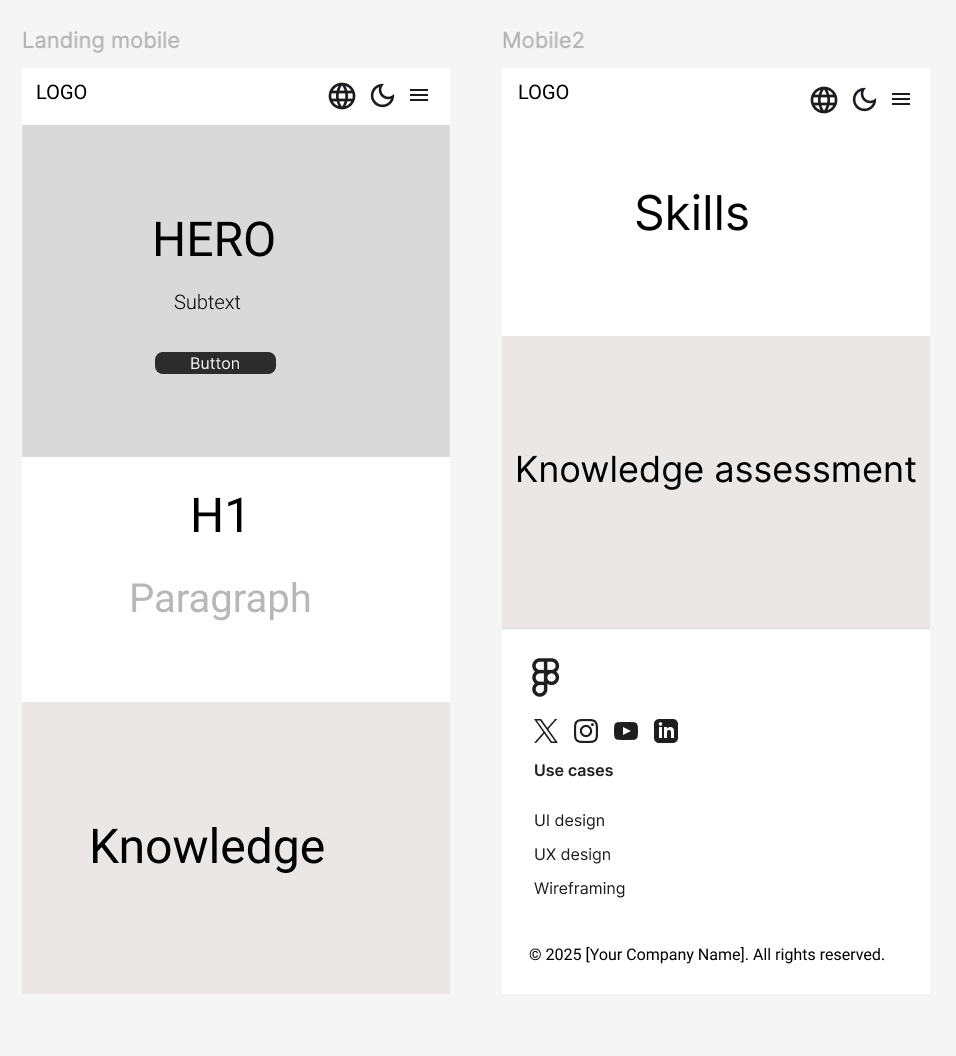 Landing mobile
LOGO
HERO
Subtext
Button
H1
Paragraph
Knowledge
Mobile2
LOGO
Skills
Knowledge assessment
Use cases
UI design
UX design
Wireframing
© 2025 [Your Company Name]. All rights reserved.